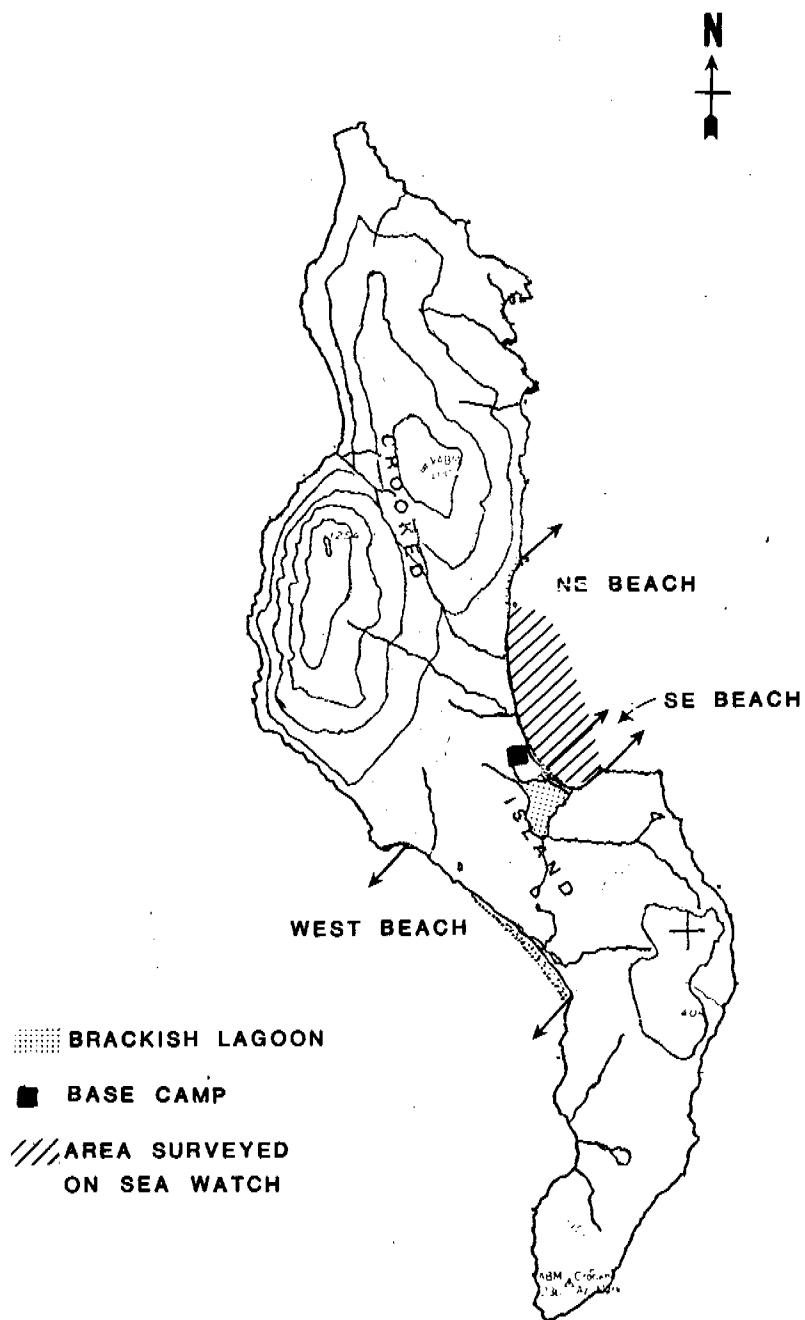 N
CROOKED
NE BEACH
SE BEACH
ISLAND
WEST BEACH
BRACKISH LAGOON
BASE CAMP
AREA SURVEYED
ON SEA WATCH